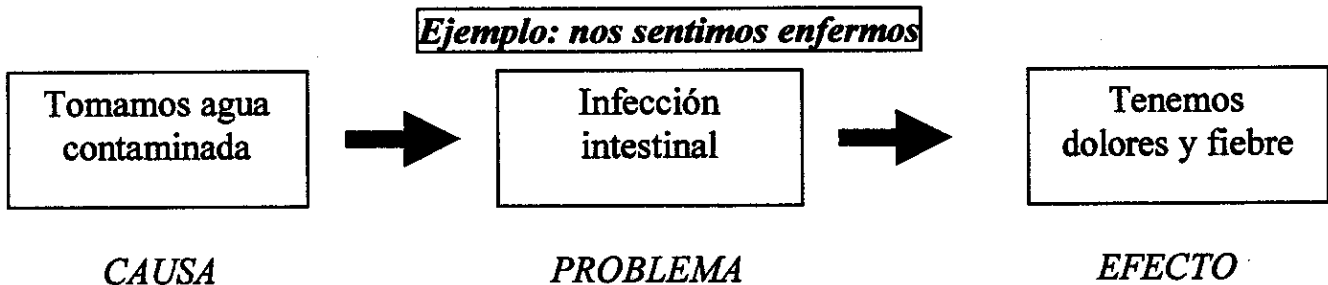 Ejemplo: nos sentimos enfermos
Tomamos agua
contaminada
Infección
intestinal
Tenemos
dolores y fiebre
CAUSA
PROBLEMA
EFECTO